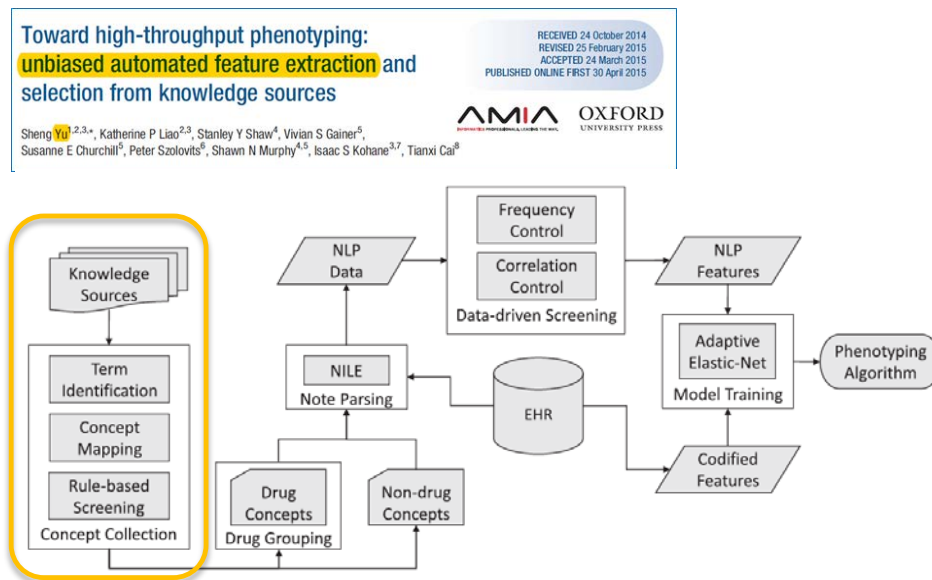 Toward high-throughput phenotyping:
unbiased automated feature extraction and
selection from knowledge sources
RECEIVED 24 October 2014
REVISED 25 February 2015
ACCEPTED 24 March 2015
PUBLISHED ONLINE FIRST 30 April 2015
Sheng Yu1,2,3,*, Katherine P Liao2,3, Stanley Y Shaw4, Vivian S Gainer5,
Susanne E Churchill5, Peter Szolovits6, Shawn N Murphy4,5, Isaac S Kohane3,7, Tianxi Cai8
AMIA
INFORMATICS PROFESSIONALS. LEADING THE WAY.
OXFORD
UNIVERSITY PRESS
Knowledge
Sources
Term
Identification
Concept
Mapping
Rule-based
Screening
Concept Collection
NLP
Data
NILE
Note Parsing
Drug
Concepts
Drug Grouping
Non-drug
Concepts
Frequency
Control
Correlation
Control
Data-driven Screening
EHR
NLP
Features
Adaptive
Elastic-Net
Model Training
Codified
Features
Phenotyping
Algorithm